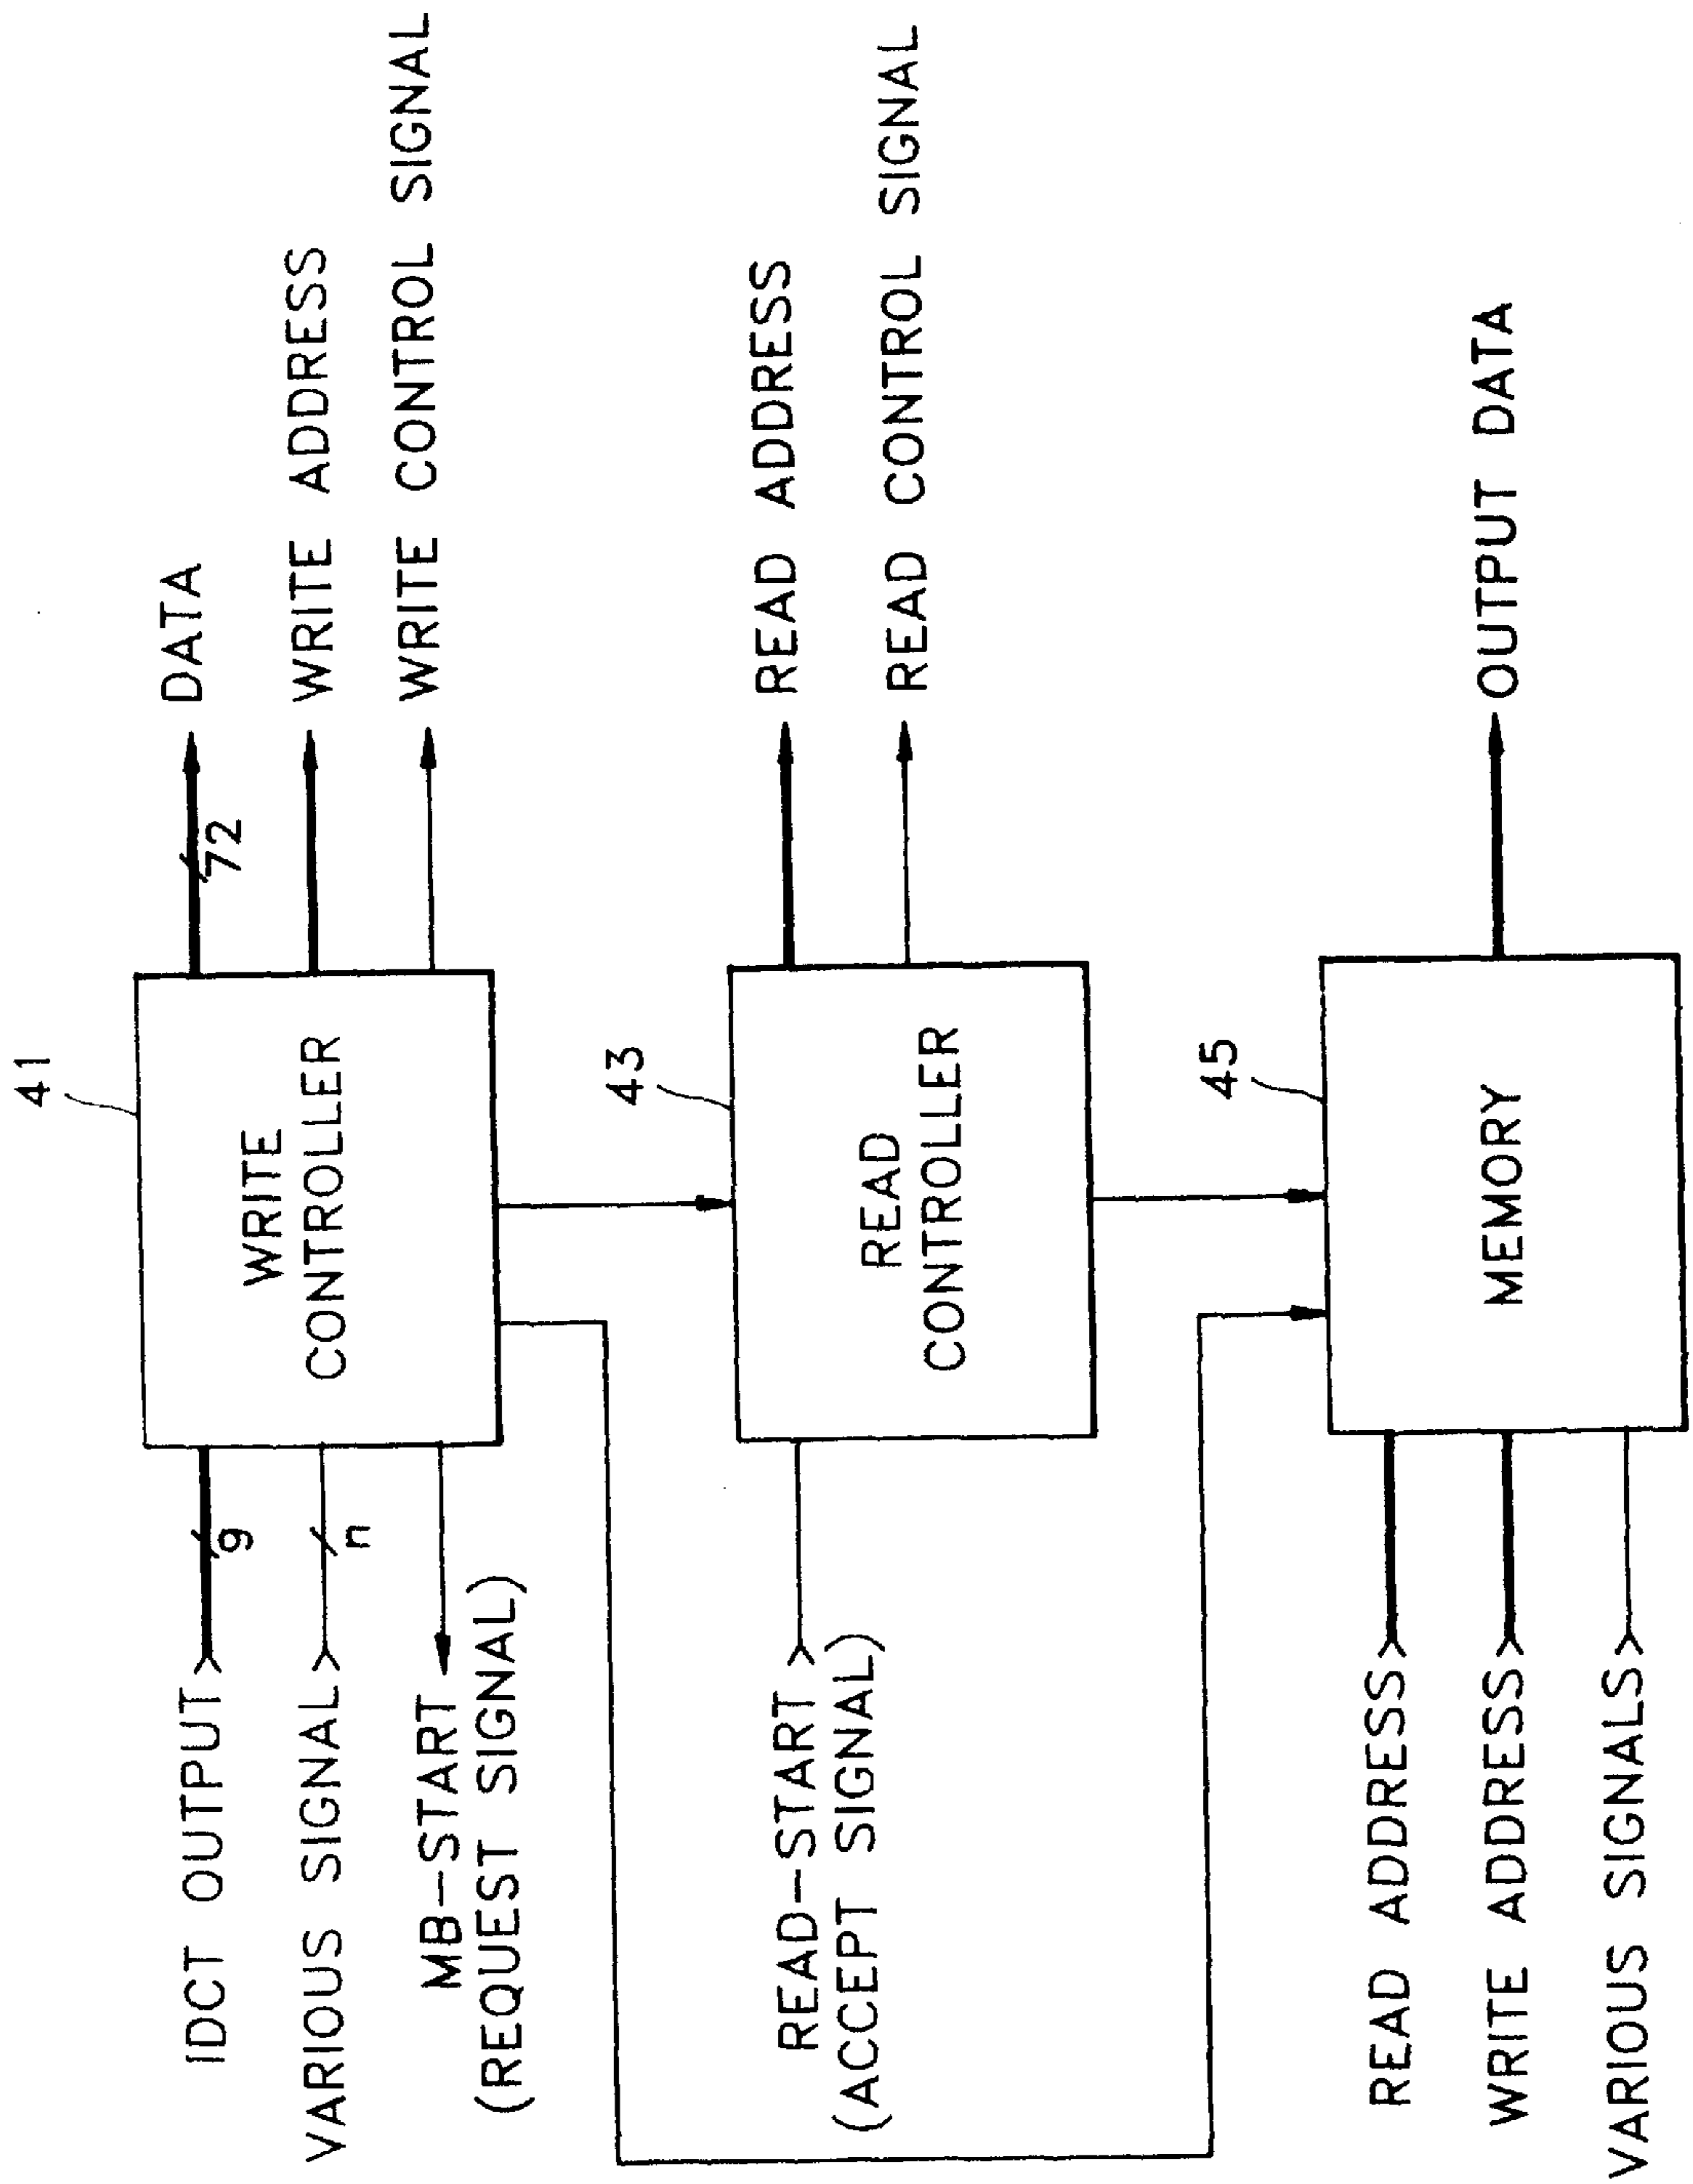 41
IDCT OUTPUT
9
VARIOUS SIGNAL
n
MB-START
(REQUEST SIGNAL)
WRITE
CONTROLLER
DATA
72
WRITE ADDRESS
WRITE CONTROL SIGNAL
43
READ-START
(ACCEPT SIGNAL)
READ
CONTROLLER
READ ADDRESS
READ CONTROL SIGNAL
45
READ ADDRESS
WRITE ADDRESS
VARIOUS SIGNALS
MEMORY
OUTPUT DATA